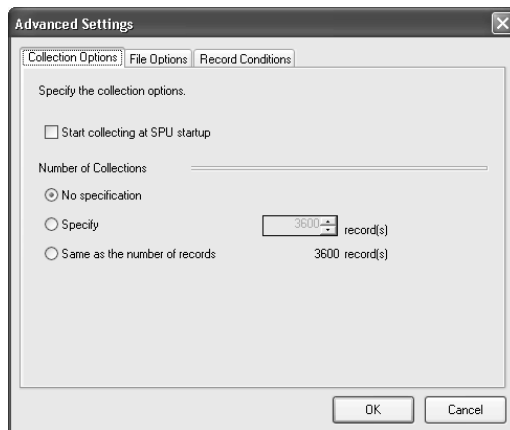 Advanced Settings
Collection Options File Options Record Conditions
Specify the collection options.
Start collecting at SPU startup
Number of Collections
No specification
Specify 3600 record(s)
Same as the number of records 3600 record(s)
OK Cancel